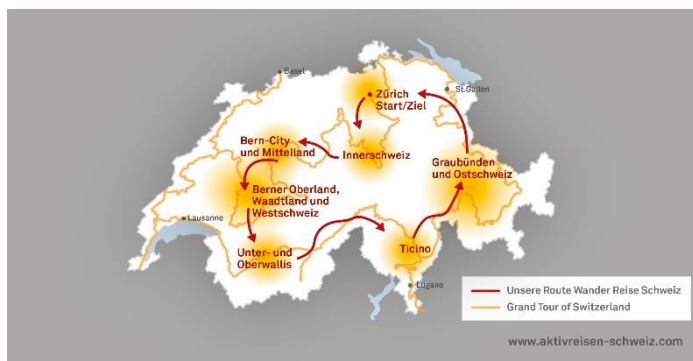 Basel
Zürich
Start/Ziel
St.Gallen
Bern-City
und Mittelland
Innerschweiz
Graubünden
und Ostschweiz
Berner Oberland,
Waadtland und
Westschweiz
Lausanne
Unter- und
Oberwallis
Ticino
Lugano
Unsere Route Wander Reise Schweiz
Grand Tour of Switzerland
www.aktivreisen-schweiz.com